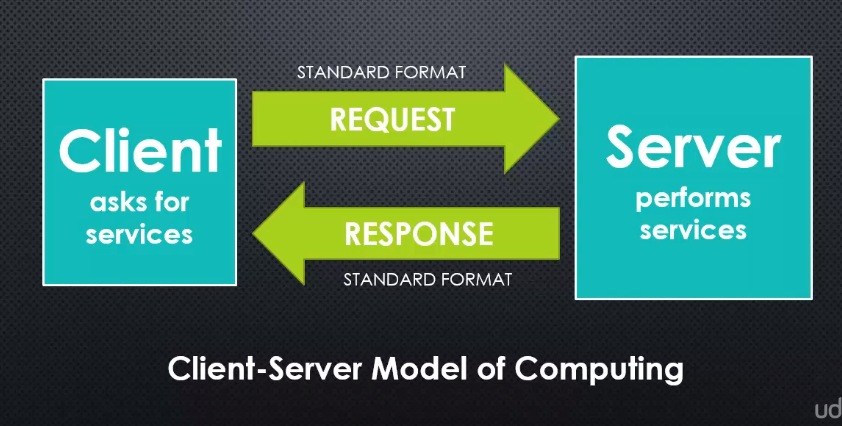 STANDARD FORMAT
REQUEST
Client
asks for
services
Server
performs
services
RESPONSE
STANDARD FORMAT
Client-Server Model of Computing
ud